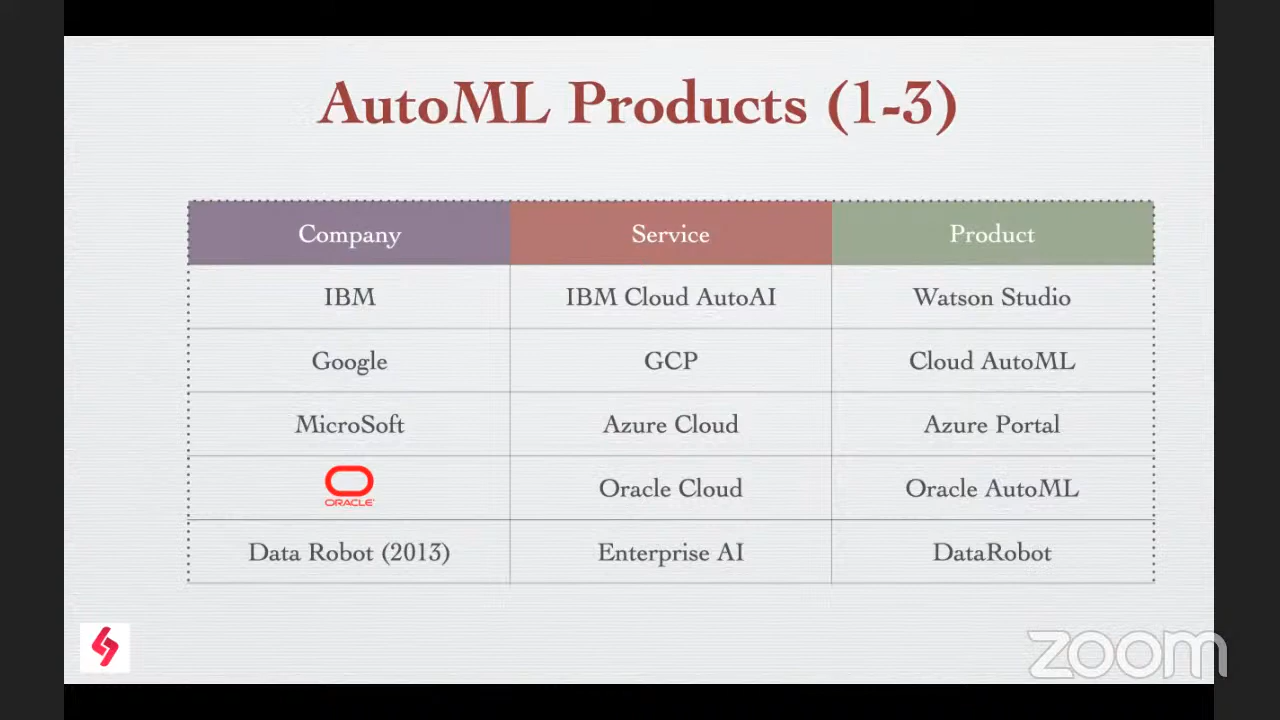 AutoML Products (1-3)
Company Service Product
IBM IBM Cloud AutoAI Watson Studio
Google GCP Cloud AutoML
MicroSoft Azure Cloud Azure Portal
ORACLE Oracle Cloud Oracle AutoML
Data Robot (2013) Enterprise AI DataRobot
zoom